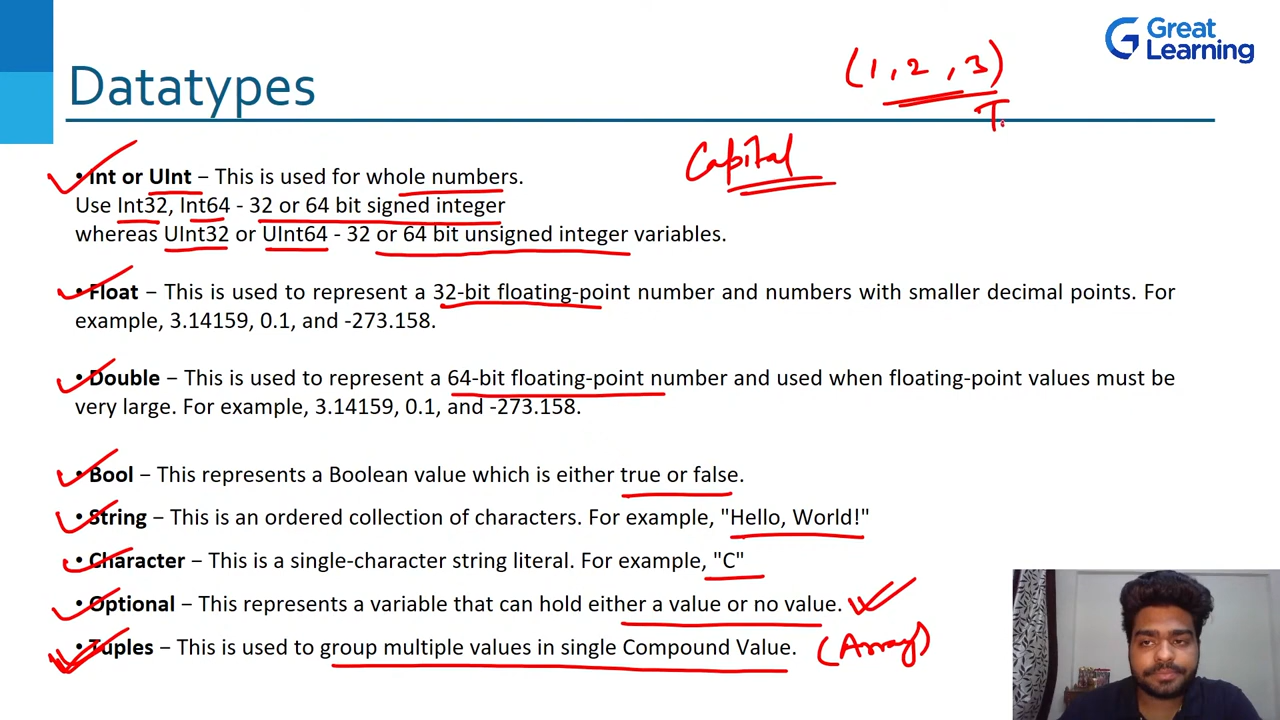 Great
Learning
(1, 2, 3)
T
Datatypes
Capital
• Int or UInt – This is used for whole numbers.
Use Int32, Int64 - 32 or 64 bit signed integer
whereas UInt32 or UInt64 - 32 or 64 bit unsigned integer variables.
• Float – This is used to represent a 32-bit floating-point number and numbers with smaller decimal points. For
example, 3.14159, 0.1, and -273.158.
• Double – This is used to represent a 64-bit floating-point number and used when floating-point values must be
very large. For example, 3.14159, 0.1, and -273.158.
• Bool – This represents a Boolean value which is either true or false.
• String – This is an ordered collection of characters. For example, "Hello, World!"
• Character – This is a single-character string literal. For example, "C"
• Optional – This represents a variable that can hold either a value or no value.
• Tuples – This is used to group multiple values in single Compound Value. (Array)